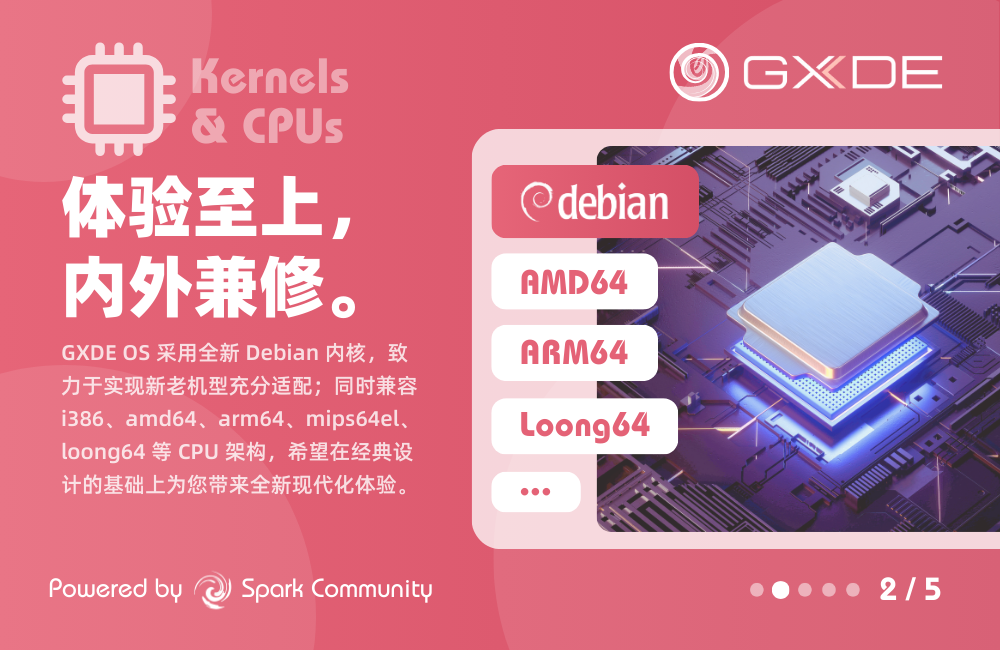 Kernels
& CPUs
GXDE
体验至上，
内外兼修。
GXDE OS 采用全新 Debian 内核，致
力于实现新老机型充分适配；同时兼容
i386、amd64、arm64、mips64el、
loong64 等 CPU 架构，希望在经典设
计的基础上为您带来全新现代化体验。
debian
AMD64
ARM64
Loong64
•••
Powered by Spark Community
2 / 5